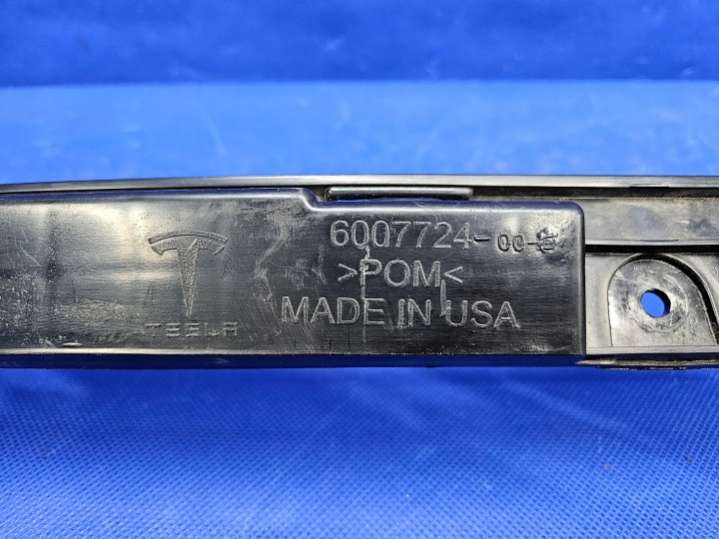 6007724-00-E
>POM<
MADE IN USA
TESLA